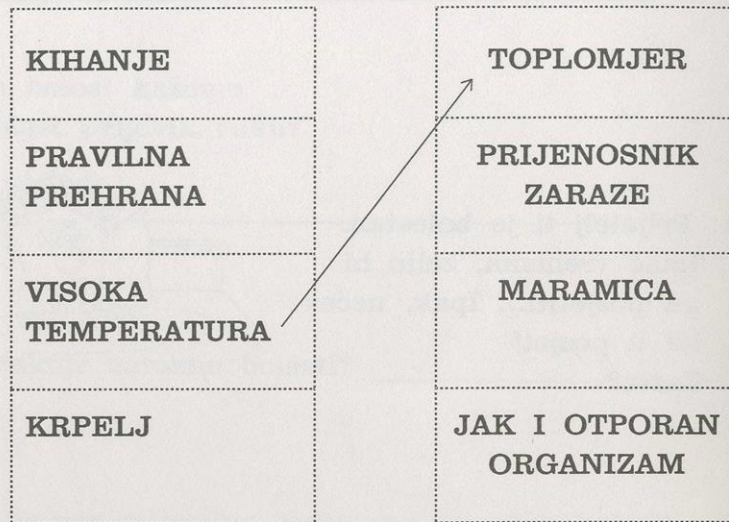 KIHANJE
PRAVILNA
PREHRANA
VISOKA
TEMPERATURA
KRPELJ
TOPLOMJER
PRIJENOSNIK
ZARAZE
MARAMICA
JAK I OTPORAN
ORGANIZAM